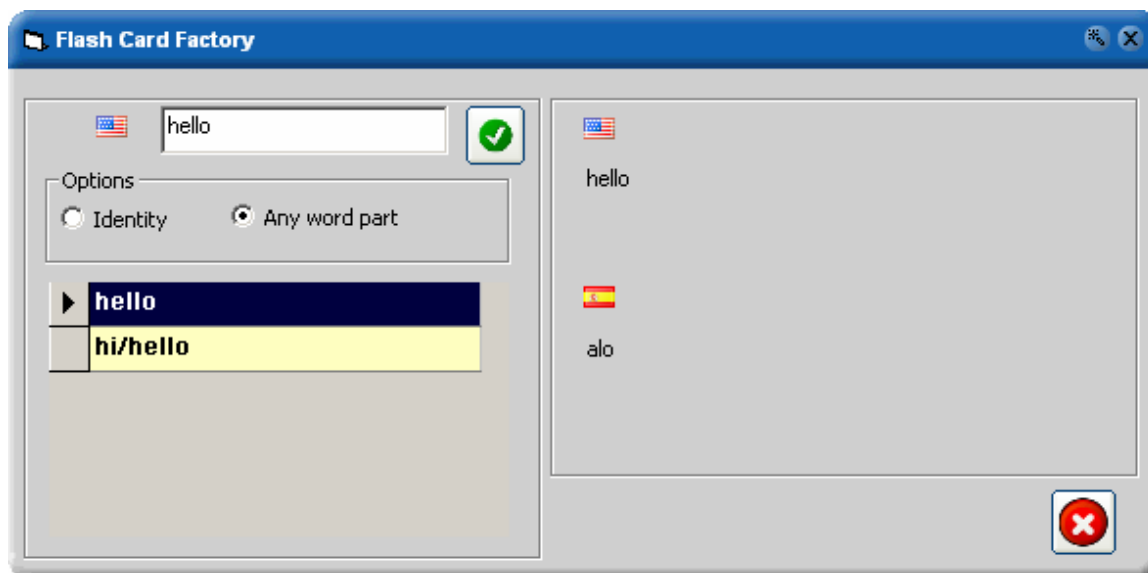 Flash Card Factory
hello
Options
Identity
Any word part
hello
hi/hello
hello
alo